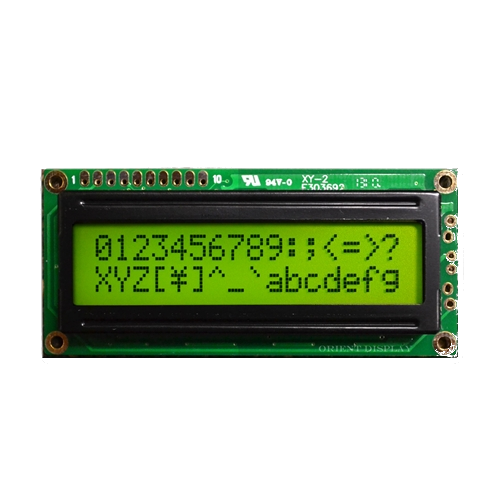 1 10 94V-0 XY-2
E303692
0123456789:;<=>?
XYZ[¥]^_`abcdefg
ORIENT DISPLAY